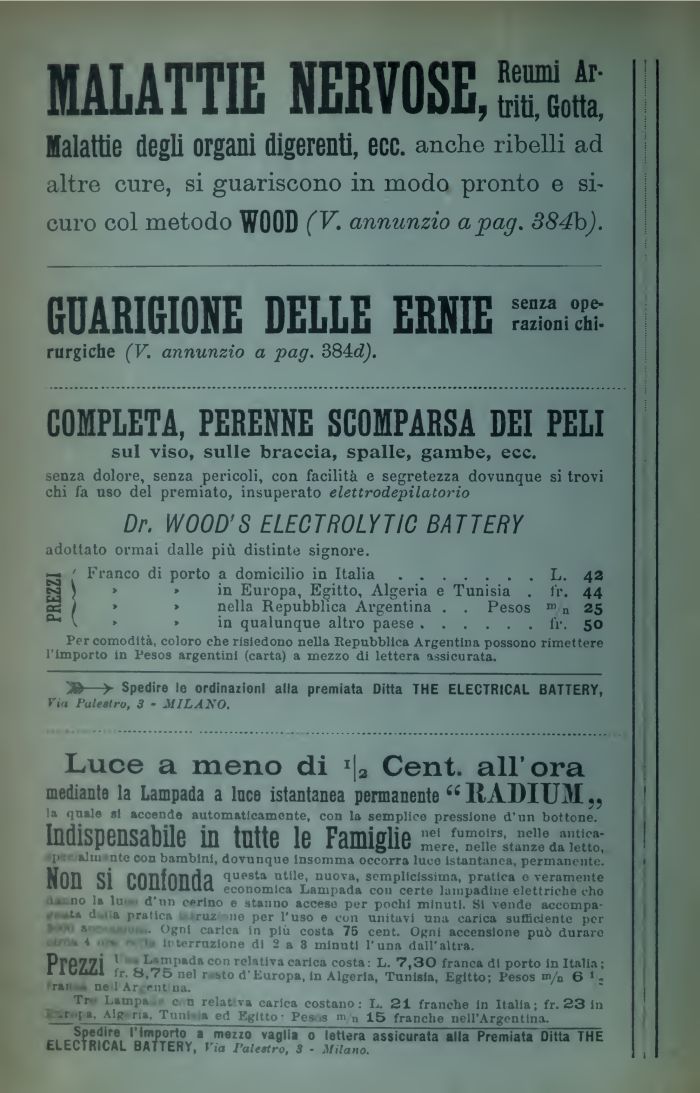 MALATTIE NERVOSE, Reumi Ar-
triti, Gotta,
Malattie degli organi digerenti, ecc. anche ribelli ad
altre cure, si guariscono in modo pronto e si-
curo col metodo WOOD (V. annunzio a pag. 384b).
GUARIGIONE DELLE ERNIE senza ope-
razioni chi-
rurgiche (V. annunzio a pag. 384d).
COMPLETA, PERENNE SCOMPARSA DEI PELI
sul viso, sulle braccia, spalle, gambe, ecc.
senza dolore, senza pericoli, con facilità e segretezza dovunque si trovi
chi fa uso del premiato, insuperato elettrodepilatorio
Dr. WOOD'S ELECTROLYTIC BATTERY
adottato ormai dalle più distinte signore.
PREZZI
Franco di porto a domicilio in Italia . . . . . . . L. 42
» » in Europa, Egitto, Algeria e Tunisia . fr. 44
» » nella Repubblica Argentina . . Pesos m/n 25
» » in qualunque altro paese . . . . . . fr. 50
Per comodità, coloro che risiedono nella Repubblica Argentina possono rimettere
l'importo in Pesos argentini (carta) a mezzo di lettera assicurata.
Spedire le ordinazioni alla premiata Ditta THE ELECTRICAL BATTERY,
Via Palestro, 3 - MILANO.
Luce a meno di 1/2 Cent. all'ora
mediante la Lampada a luce istantanea permanente “RADIUM„
la quale si accende automaticamente, con la semplice pressione d'un bottone.
Indispensabile in tutte le Famiglie nei fumoirs, nelle antica-
mere, nelle stanze da letto,
con bambini, dovunque insomma occorra luce istantanea, permanente.
Non si confonda questa utile, nuova, semplicissima, pratica e veramente
economica Lampada con certe lampadine elettriche che
danno la luce d'un cerino e stanno accese per pochi minuti. Si vende accompa-
gnata dalla pratica istruzione per l'uso e con unitavi una carica sufficiente per
Ogni carica in più costa 75 cent. Ogni accensione può durare
interruzione di 2 a 3 minuti l'una dall'altra.
Prezzi Una Lampada con relativa carica costa: L. 7,30 franca di porto in Italia;
fr. 8,75 nel resto d'Europa, in Algeria, Tunisia, Egitto; Pesos m/n 6 1/2
franca nell'Argentina.
Tre Lampade con relativa carica costano: L. 21 franche in Italia; fr. 23 in
Europa, Algeria, Tunisia ed Egitto; Pesos m/n 15 franche nell'Argentina.
Spedire l'importo a mezzo vaglia o lettera assicurata alla Premiata Ditta THE
ELECTRICAL BATTERY, Via Palestro, 3 - Milano.